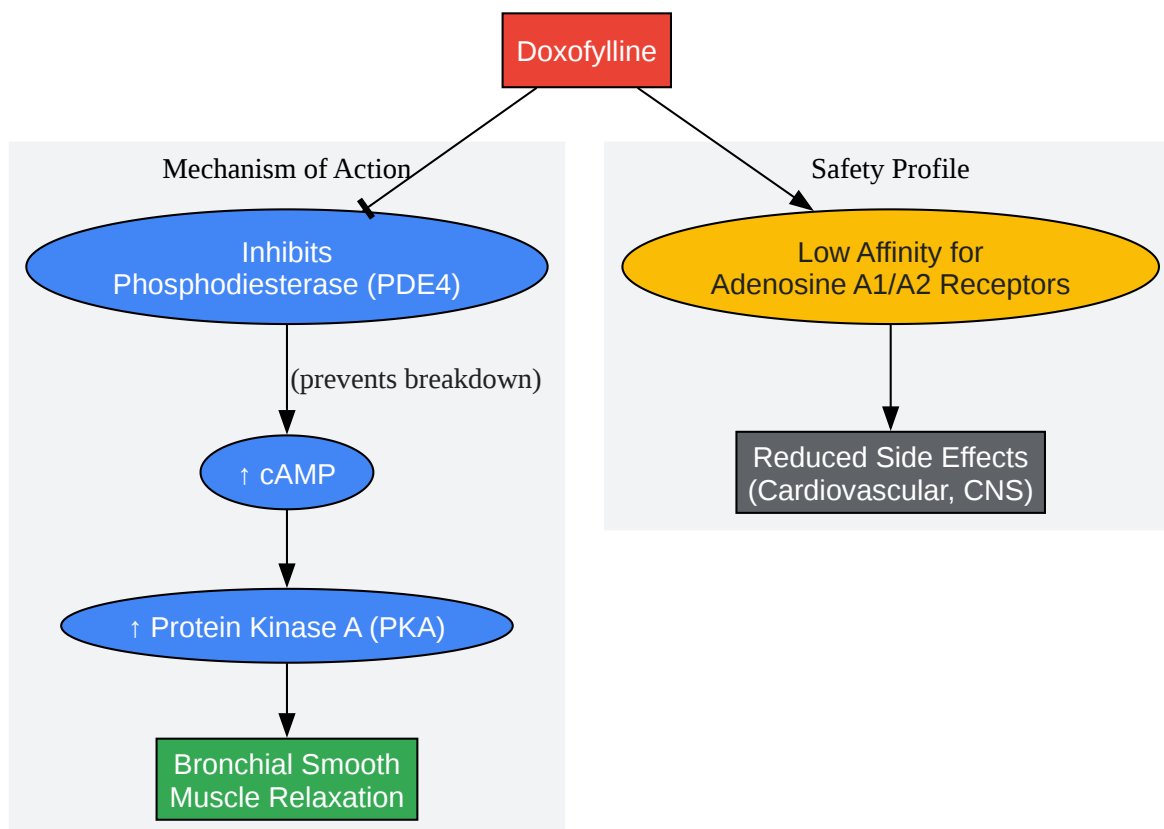 Doxofylline
Mechanism of Action
Inhibits
Phosphodiesterase (PDE4)
(prevents breakdown)
↑ cAMP
↑ Protein Kinase A (PKA)
Bronchial Smooth
Muscle Relaxation
Safety Profile
Low Affinity for
Adenosine A1/A2 Receptors
Reduced Side Effects
(Cardiovascular, CNS)